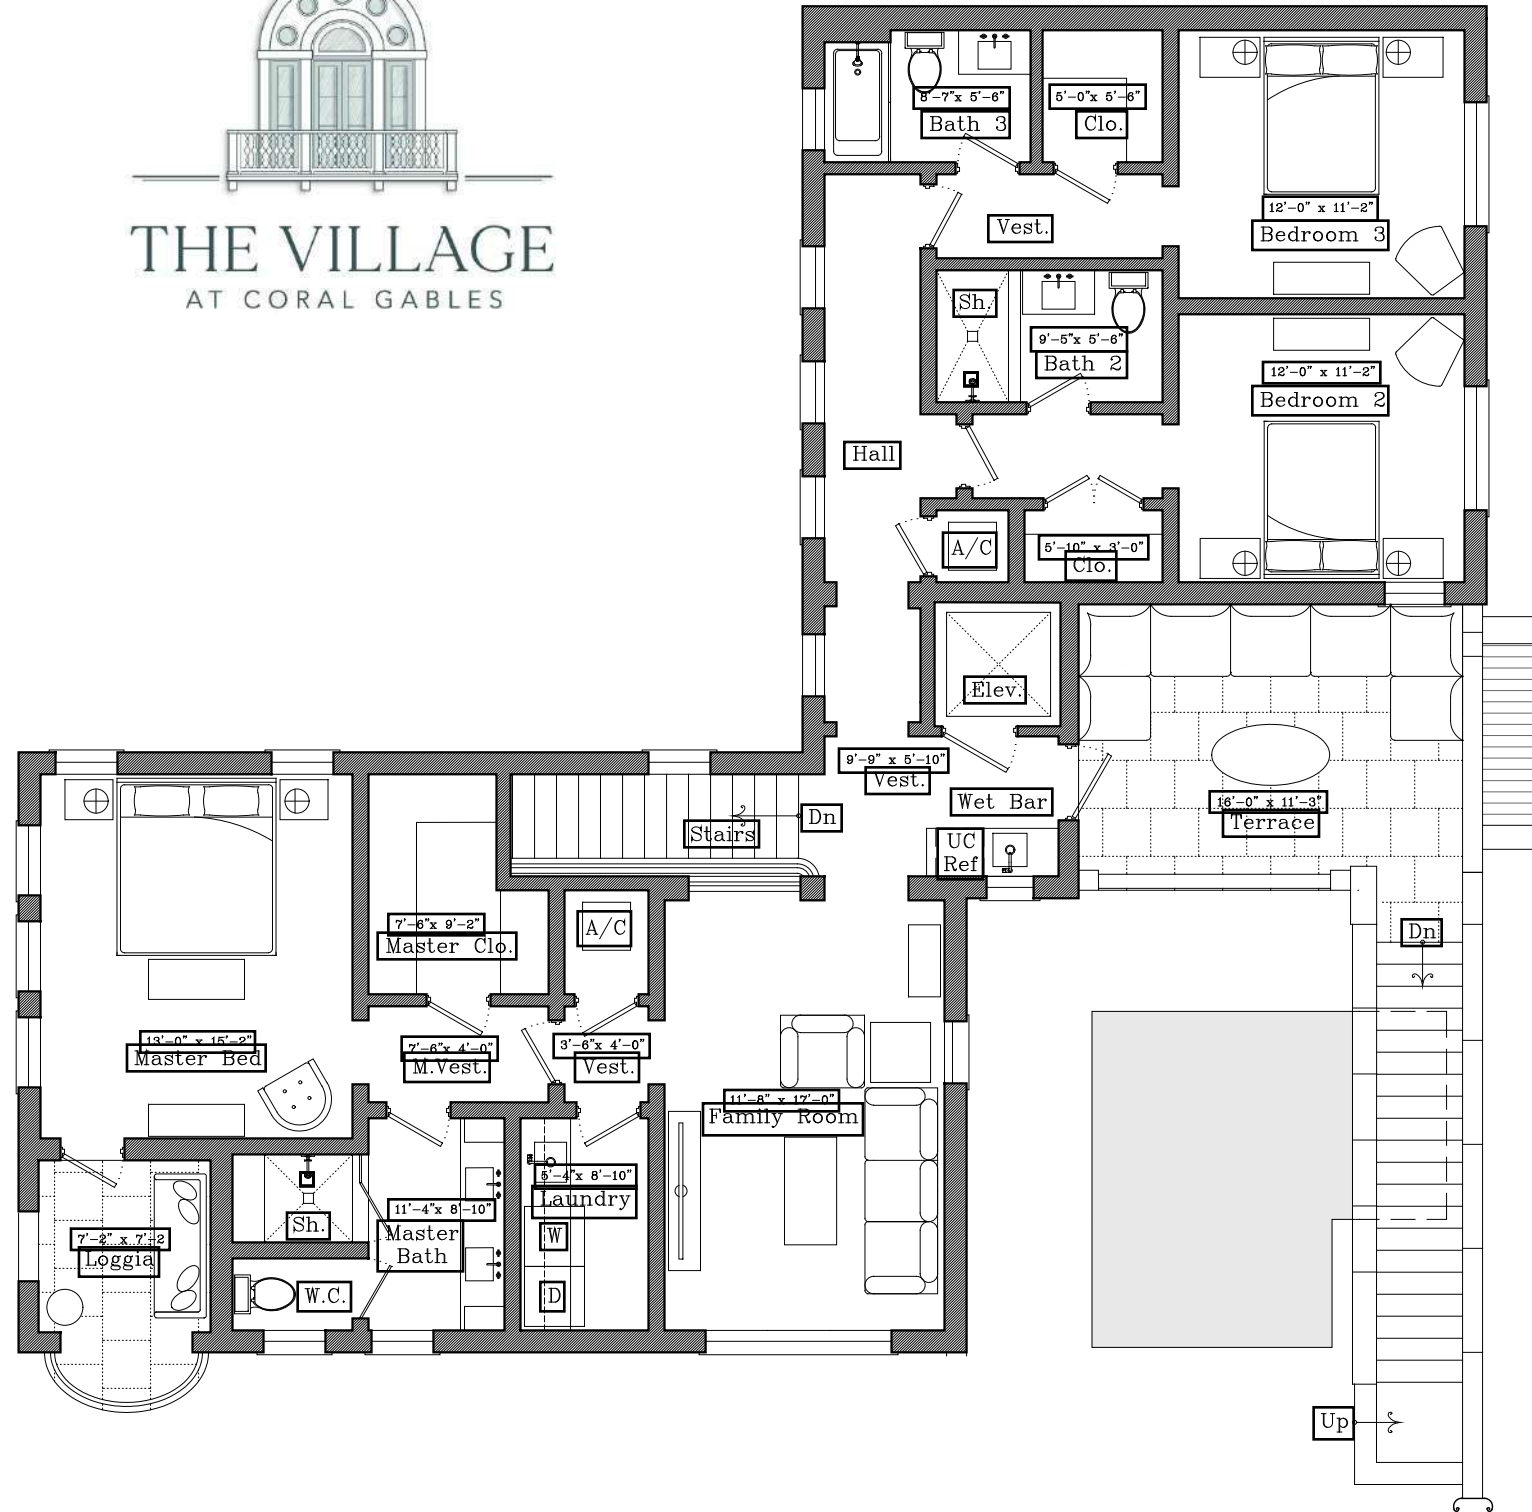 THE VILLAGE
AT CORAL GABLES
8'-7"x 5'-6"
Bath 3
5'-0"x 5'-6"
Clo.
12'-0" x 11'-2"
Bedroom 3
Vest.
Sh.
9'-5"x 5'-6"
Bath 2
12'-0" x 11'-2"
Bedroom 2
Hall
A/C
5'-10" x 3'-0"
Clo.
Elev.
9'-9" x 5'-10"
Vest.
Wet Bar
16'-0" x 11'-3"
Terrace
Stairs
Dn
UC
Ref
7'-6"x 9'-2"
Master Clo.
A/C
Dn
13'-0" x 15'-2"
Master Bed
7'-6"x 4'-0"
M.Vest.
3'-6"x 4'-0"
Vest.
11'-8" x 17'-0"
Family Room
7'-2" x 7'-2
Loggia
Sh.
11'-4"x 8'-10"
Master
Bath
5'-4"x 8'-10"
Laundry
W
D
W.C.
Up